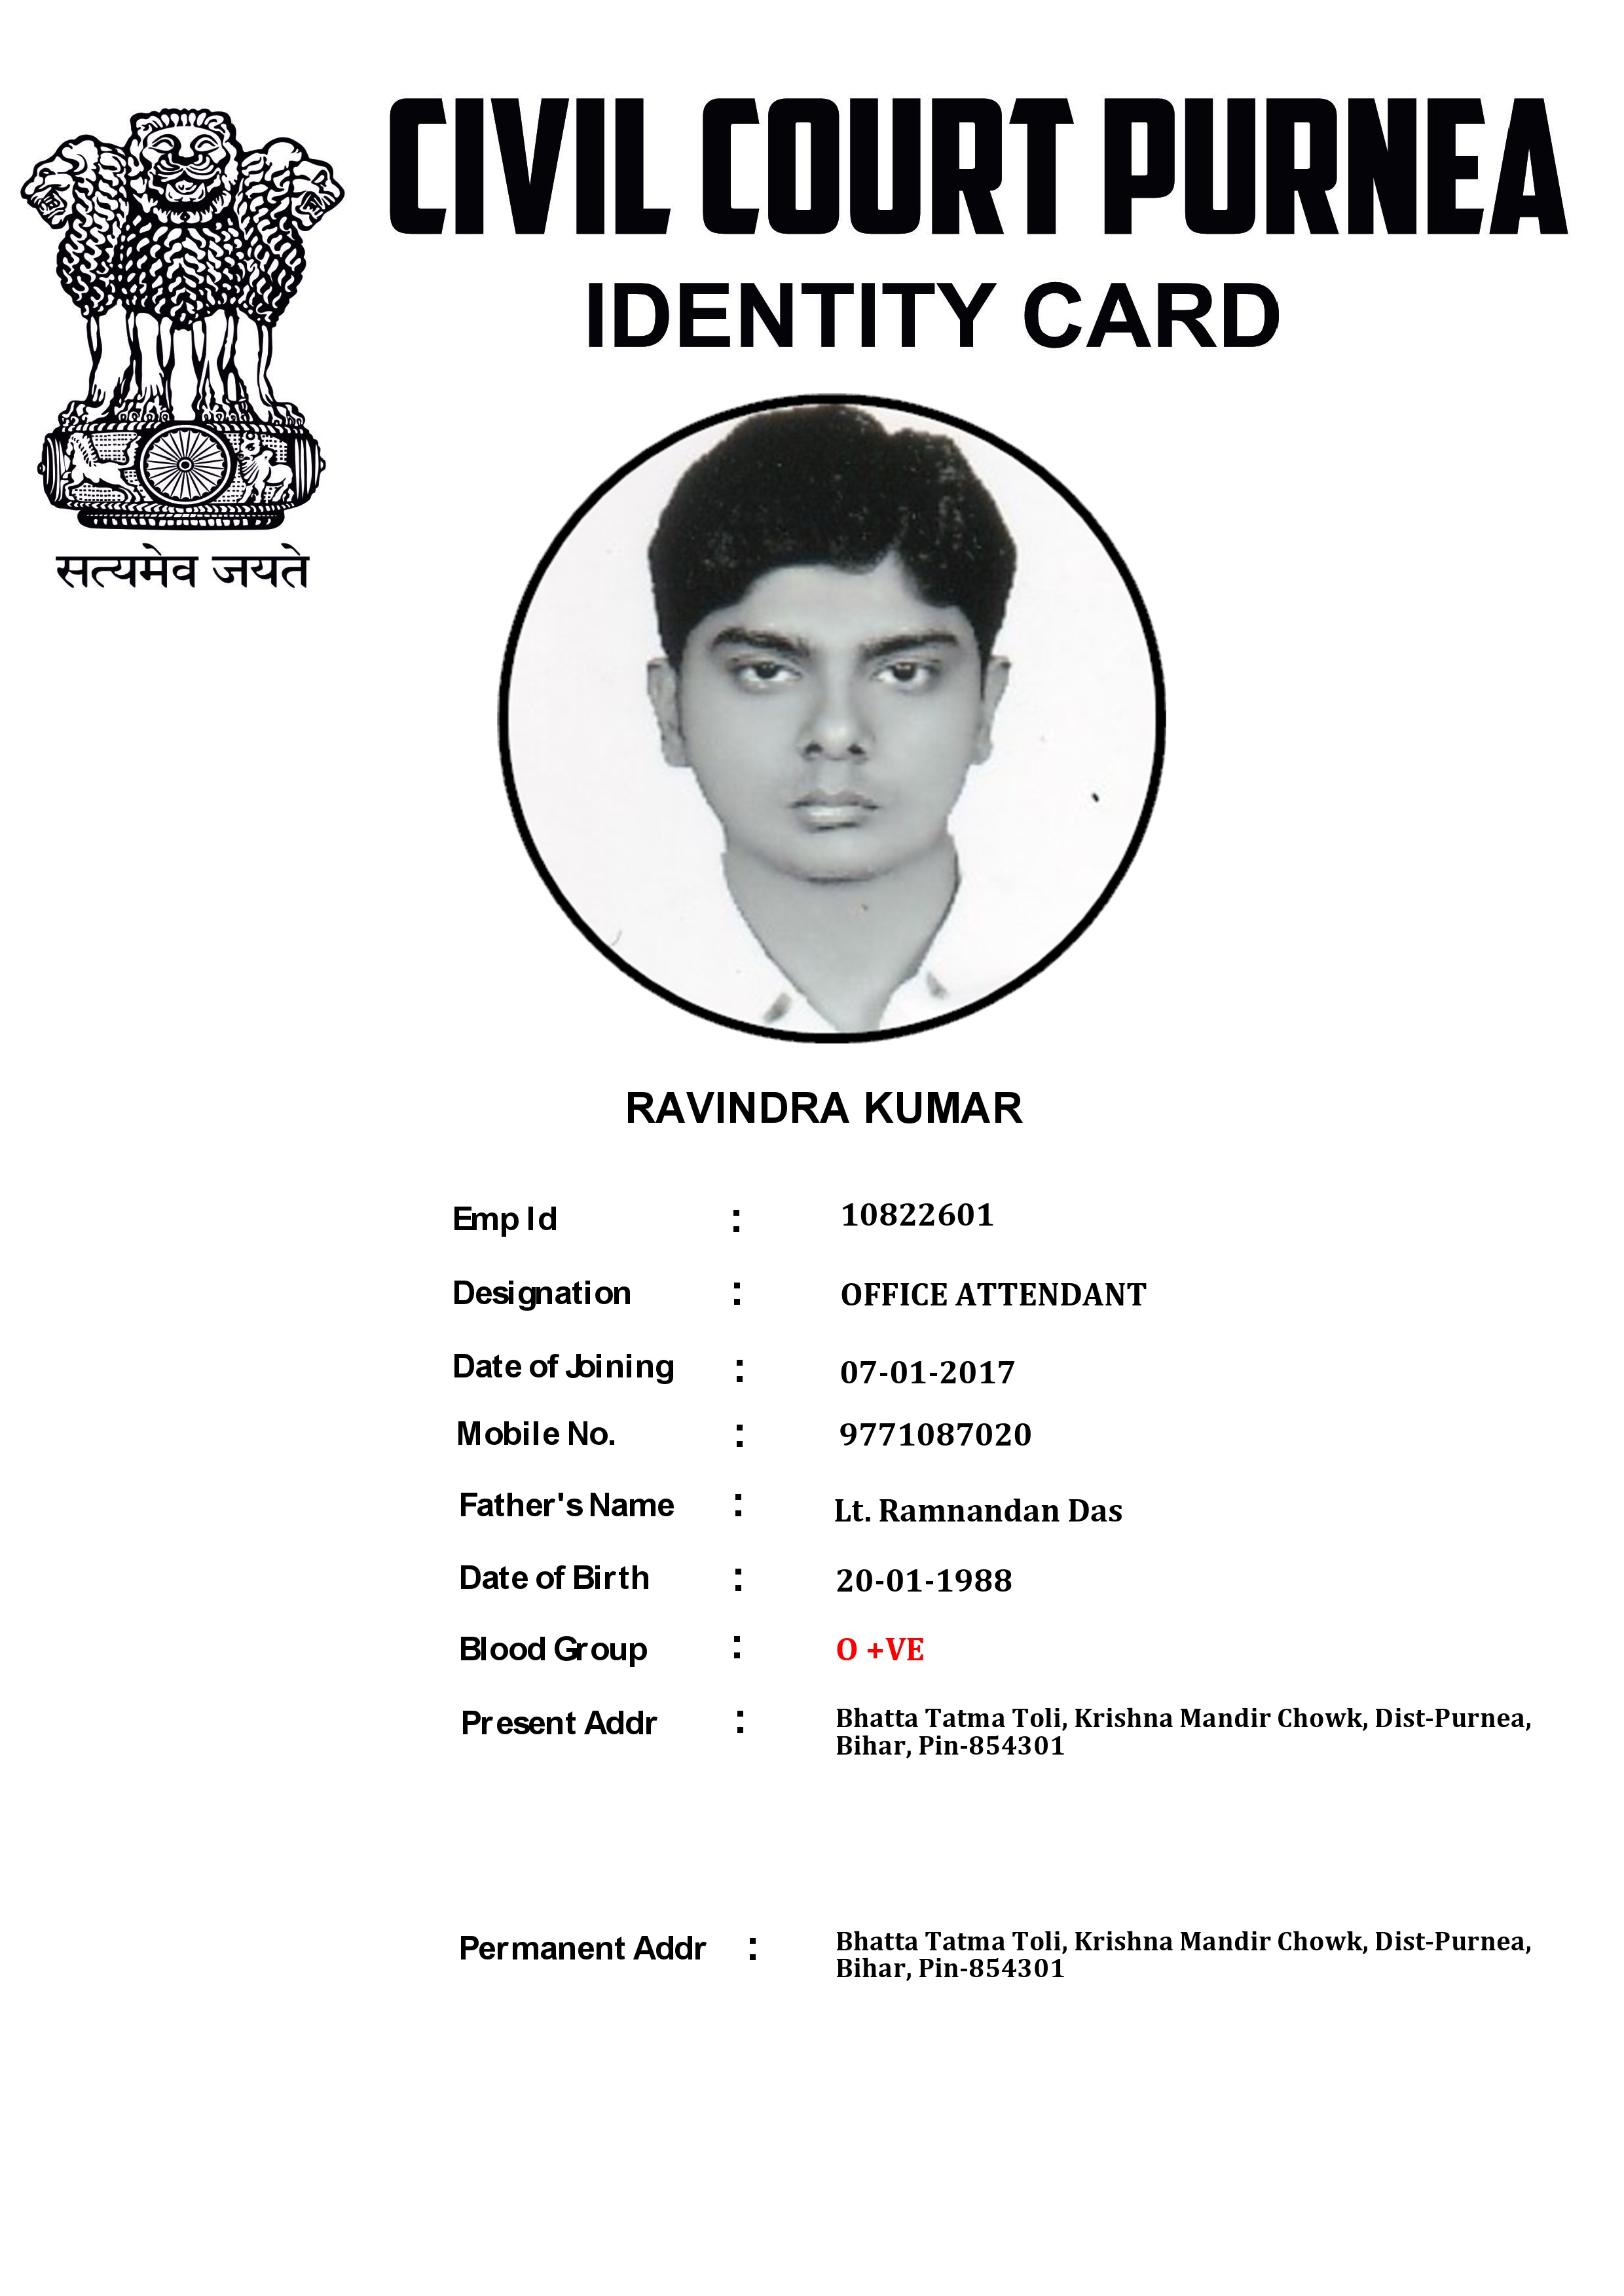 CIVIL COURT PURNEA
IDENTITY CARD
सत्यमेव जयते
RAVINDRA KUMAR
Emp Id : 10822601
Designation : OFFICE ATTENDANT
Date of Joining : 07-01-2017
Mobile No. : 9771087020
Father's Name : Lt. Ramnandan Das
Date of Birth : 20-01-1988
Blood Group : O +VE
Present Addr : Bhatta Tatma Toli, Krishna Mandir Chowk, Dist-Purnea,
Bihar, Pin-854301
Permanent Addr : Bhatta Tatma Toli, Krishna Mandir Chowk, Dist-Purnea,
Bihar, Pin-854301